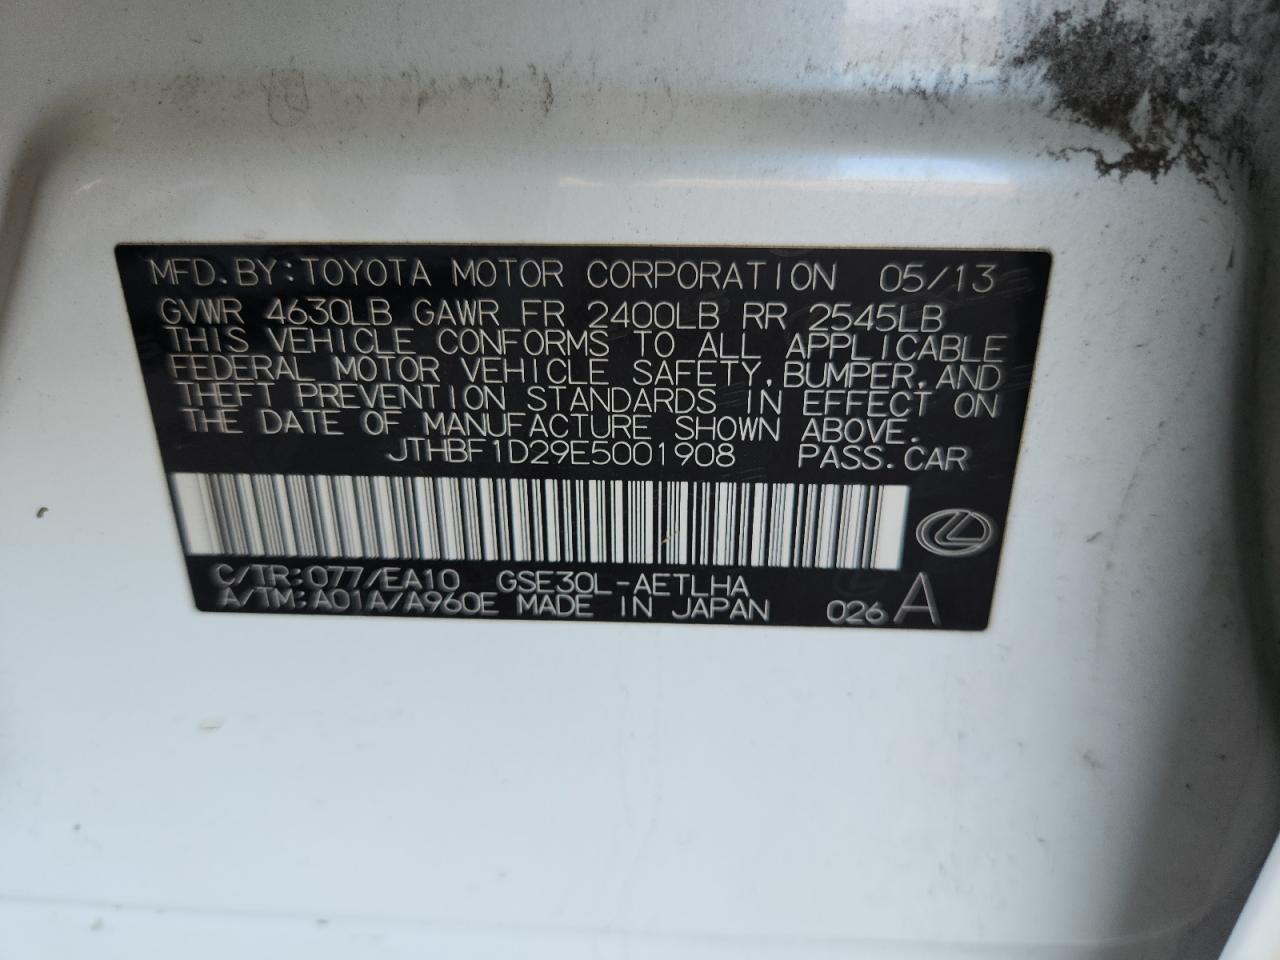 MFD. BY: TOYOTA MOTOR CORPORATION 05/13
GVWR 4630LB GAWR FR 2400LB RR 2545LB
THIS VEHICLE CONFORMS TO ALL APPLICABLE
FEDERAL MOTOR VEHICLE SAFETY, BUMPER, AND
THEFT PREVENTION STANDARDS IN EFFECT ON
THE DATE OF MANUFACTURE SHOWN ABOVE.
JTHBF1D29E5001908 PASS. CAR
C/TR: 077/EA10 GSE30L-AETLHA
A/TM: A01A/A960E MADE IN JAPAN 026 A